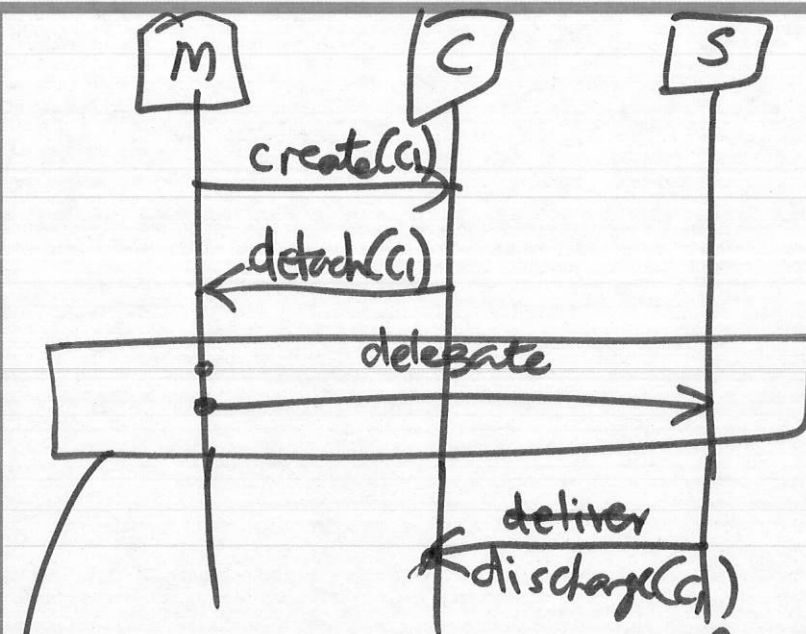 M C S
create(c1)
detach(c1)
delegate
deliver
discharge(c1)